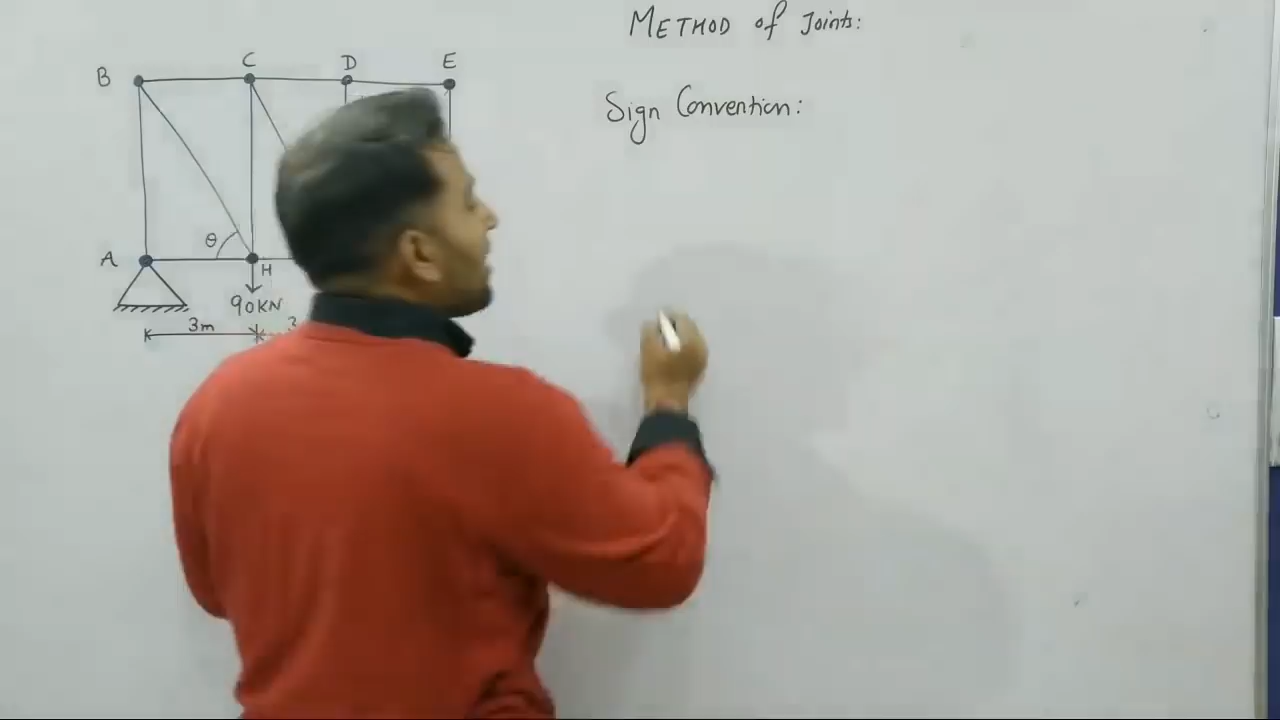 METHOD of Joints:
Sign Convention:
B
C
D
E
A
θ
H
90KN
3m